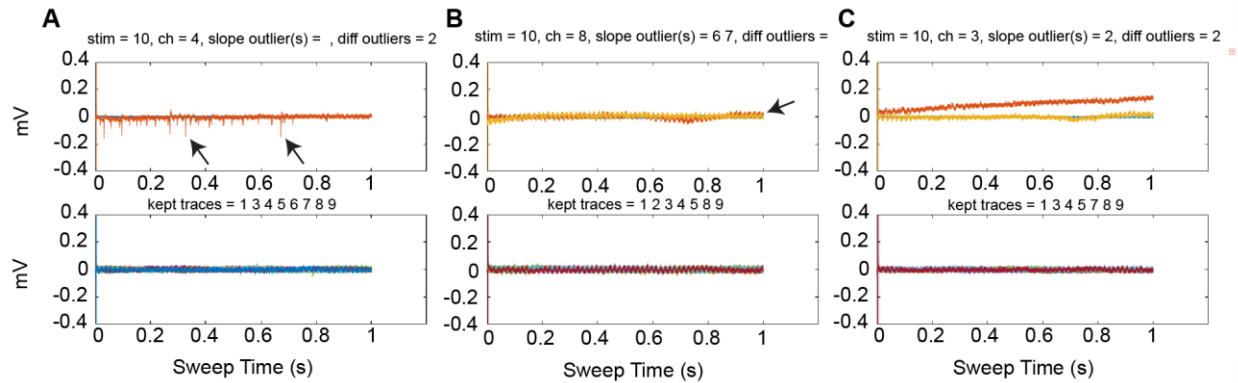 A
stim = 10, ch = 4, slope outlier(s) = , diff outliers = 2
0.4
0.2
0
-0.2
-0.4
mV
0 0.2 0.4 0.6 0.8 1
kept traces = 1 3 4 5 6 7 8 9
0.4
0.2
0
-0.2
-0.4
mV
0 0.2 0.4 0.6 0.8 1
Sweep Time (s)
B
stim = 10, ch = 8, slope outlier(s) = 6 7, diff outliers =
0.4
0.2
0
-0.2
-0.4
0 0.2 0.4 0.6 0.8 1
kept traces = 1 2 3 4 5 8 9
0.4
0.2
0
-0.2
-0.4
0 0.2 0.4 0.6 0.8 1
Sweep Time (s)
C
stim = 10, ch = 3, slope outlier(s) = 2, diff outliers = 2
0.4
0.2
0
-0.2
-0.4
0 0.2 0.4 0.6 0.8 1
kept traces = 1 3 4 5 7 8 9
0.4
0.2
0
-0.2
-0.4
0 0.2 0.4 0.6 0.8 1
Sweep Time (s)